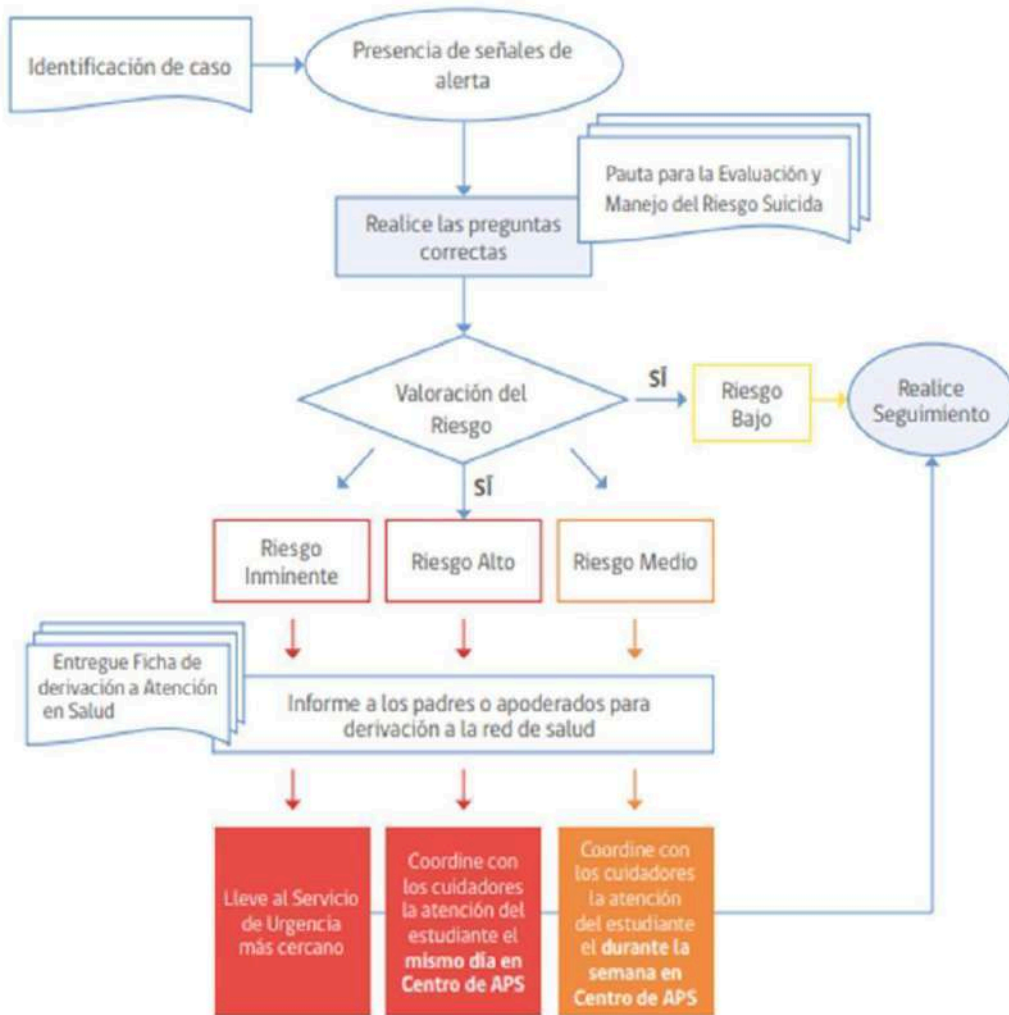 Identificación de caso
Presencia de señales de
alerta
Pauta para la Evaluación y
Manejo del Riesgo Suicida
Realice las preguntas
correctas
Valoración del
Riesgo
SÍ
Riesgo
Bajo
Realice
Seguimiento
SÍ
Riesgo
Inminente
Riesgo Alto
Riesgo Medio
Entregue Ficha de
derivación a Atención
en Salud
Informe a los padres o apoderados para
derivación a la red de salud
Lleve al Servicio
de Urgencia
más cercano
Coordine con
los cuidadores
la atención del
estudiante el
mismo día en
Centro de APS
Coordine con
los cuidadores
la atención
del estudiante
el durante la
semana en
Centro de APS